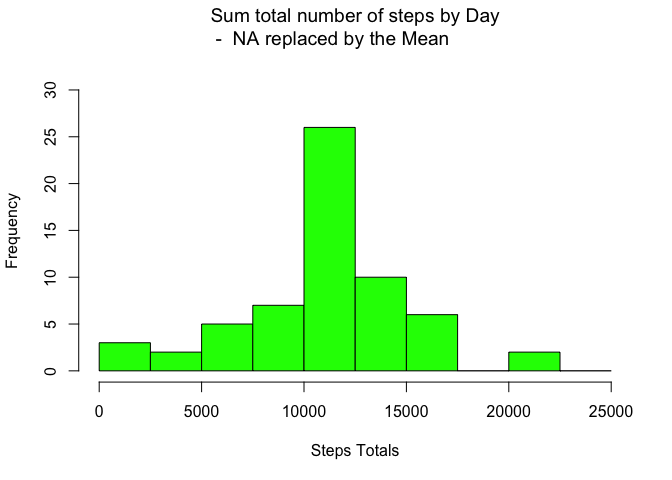 Sum total number of steps by Day
-  NA replaced by the Mean
30
25
20
15
10
5
0
Frequency
0 5000 10000 15000 20000 25000
Steps Totals